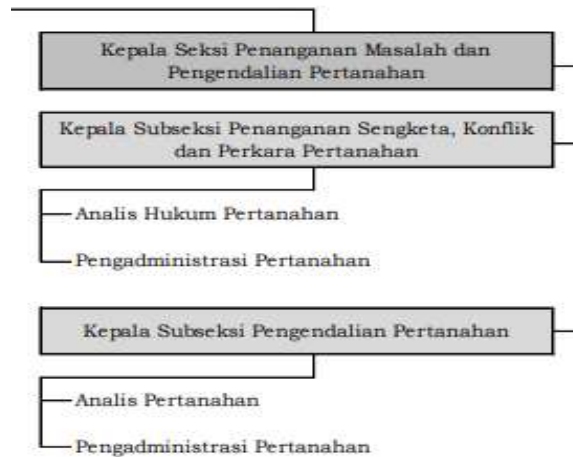 Kepala Seksi Penanganan Masalah dan
Pengendalian Pertanahan
Kepala Subseksi Penanganan Sengketa, Konflik
dan Perkara Pertanahan
Analis Hukum Pertanahan
Pengadministrasi Pertanahan
Kepala Subseksi Pengendalian Pertanahan
Analis Pertanahan
Pengadministrasi Pertanahan